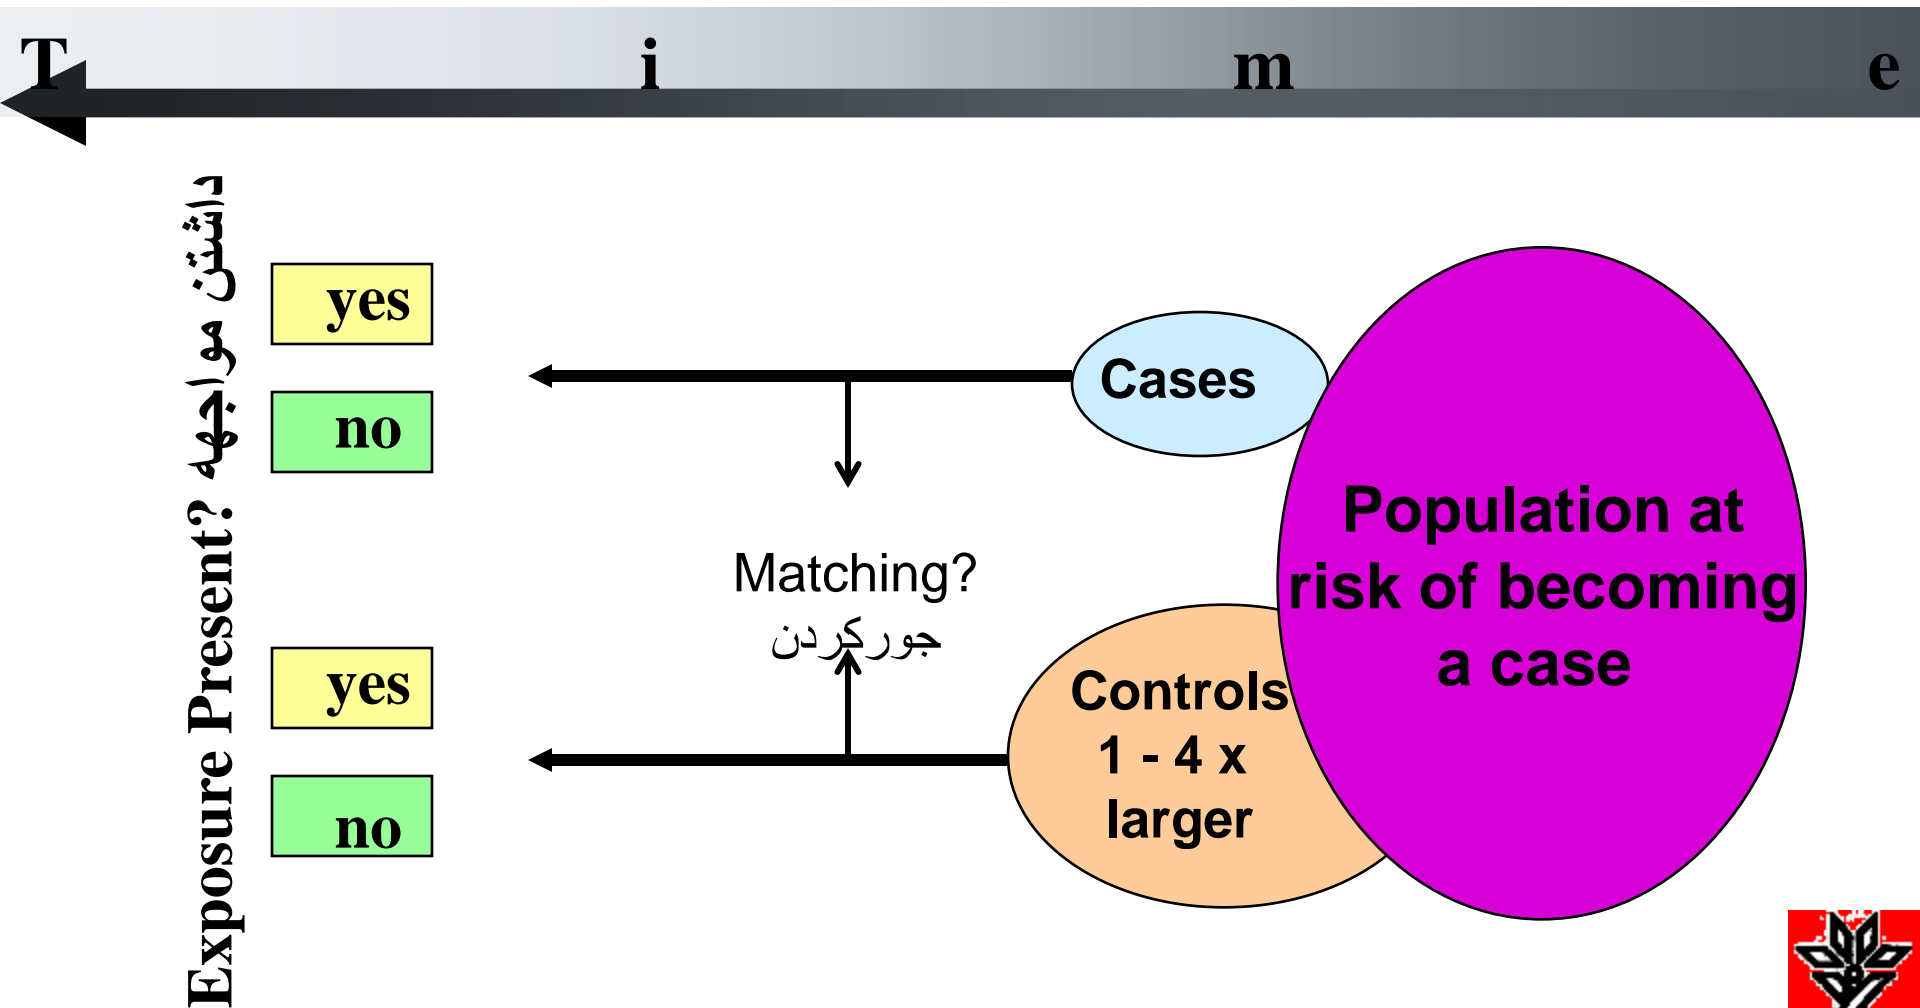 T i m e
Exposure Present? داشتن مواجهه
yes
no
yes
no
Matching?
جورکردن
Cases
Controls
1 - 4 x
larger
Population at
risk of becoming
a case